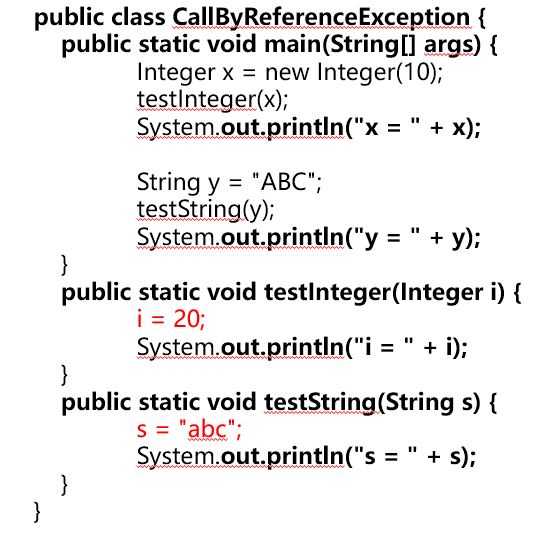 public class CallByReferenceException {
public static void main(String[] args) {
Integer x = new Integer(10);
testInteger(x);
System.out.println("x = " + x);
String y = "ABC";
testString(y);
System.out.println("y = " + y);
}
public static void testInteger(Integer i) {
i = 20;
System.out.println("i = " + i);
}
public static void testString(String s) {
s = "abc";
System.out.println("s = " + s);
}
}